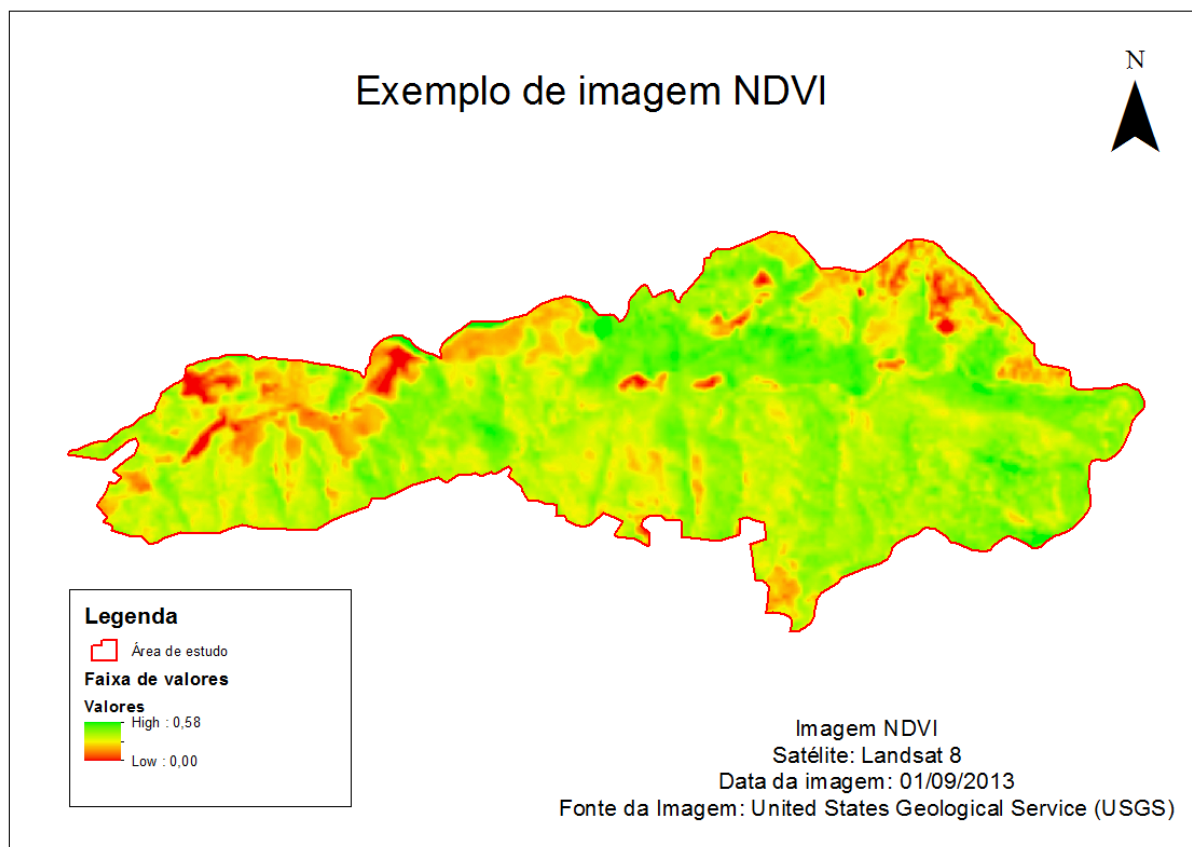 Exemplo de imagem NDVI
N
Legenda
Área de estudo
Faixa de valores
Valores
High : 0,58
Low : 0,00
Imagem NDVI
Satélite: Landsat 8
Data da imagem: 01/09/2013
Fonte da Imagem: United States Geological Service (USGS)